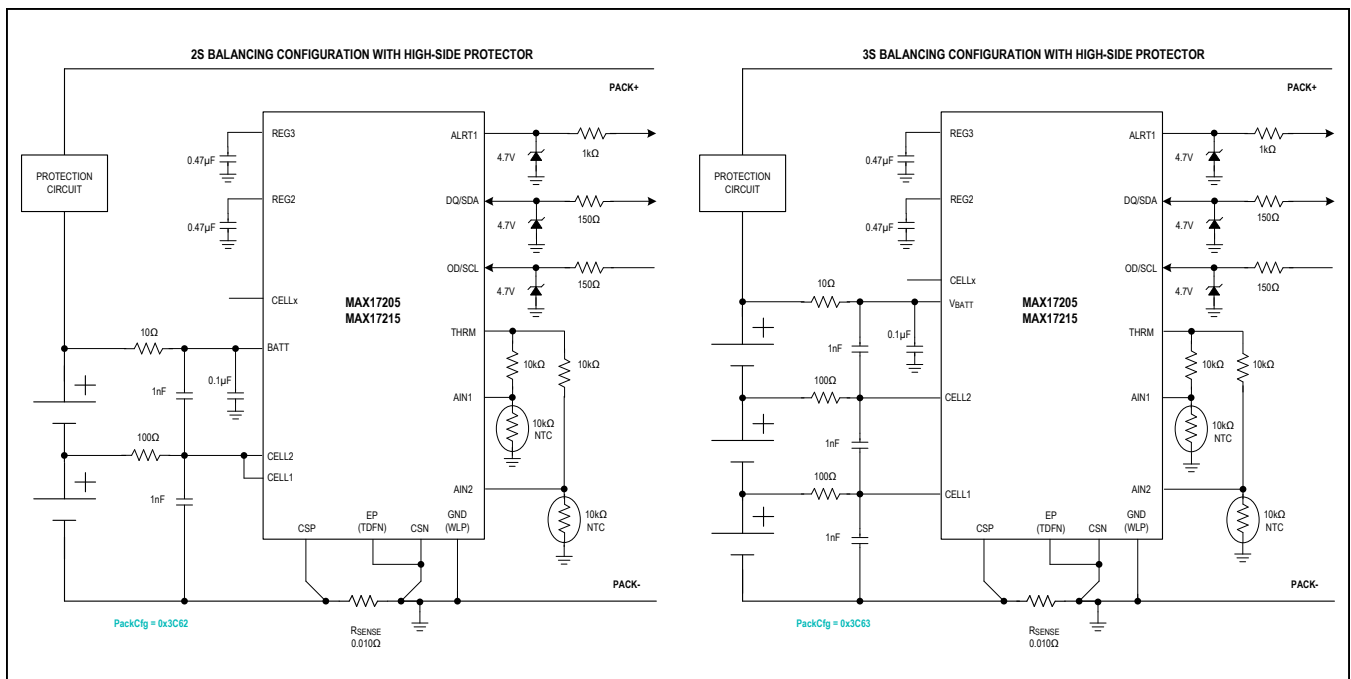 2S BALANCING CONFIGURATION WITH HIGH-SIDE PROTECTOR
PACK+
REG3
ALRT1
0.47µF
4.7V
1kΩ
PROTECTION
CIRCUIT
REG2
DQ/SDA
0.47µF
4.7V
150Ω
OD/SCL
CELLx
MAX17205
MAX17215
4.7V
150Ω
10Ω
THRM
BATT
10kΩ
10kΩ
+
1nF
0.1µF
AIN1
10kΩ
NTC
100Ω
CELL2
CELL1
+
1nF
AIN2
10kΩ
NTC
CSP
EP
(TDFN)
CSN
GND
(WLP)
PACK-
PackCfg = 0x3C62
RSENSE
0.010Ω
3S BALANCING CONFIGURATION WITH HIGH-SIDE PROTECTOR
PACK+
REG3
ALRT1
0.47µF
4.7V
1kΩ
PROTECTION
CIRCUIT
REG2
DQ/SDA
0.47µF
4.7V
150Ω
OD/SCL
CELLx
10Ω
VBATT
MAX17205
MAX17215
4.7V
150Ω
THRM
+
1nF
0.1µF
10kΩ
10kΩ
100Ω
CELL2
AIN1
10kΩ
NTC
+
1nF
100Ω
CELL1
AIN2
+
1nF
10kΩ
NTC
CSP
EP
(TDFN)
CSN
GND
(WLP)
PACK-
PackCfg = 0x3C63
RSENSE
0.010Ω